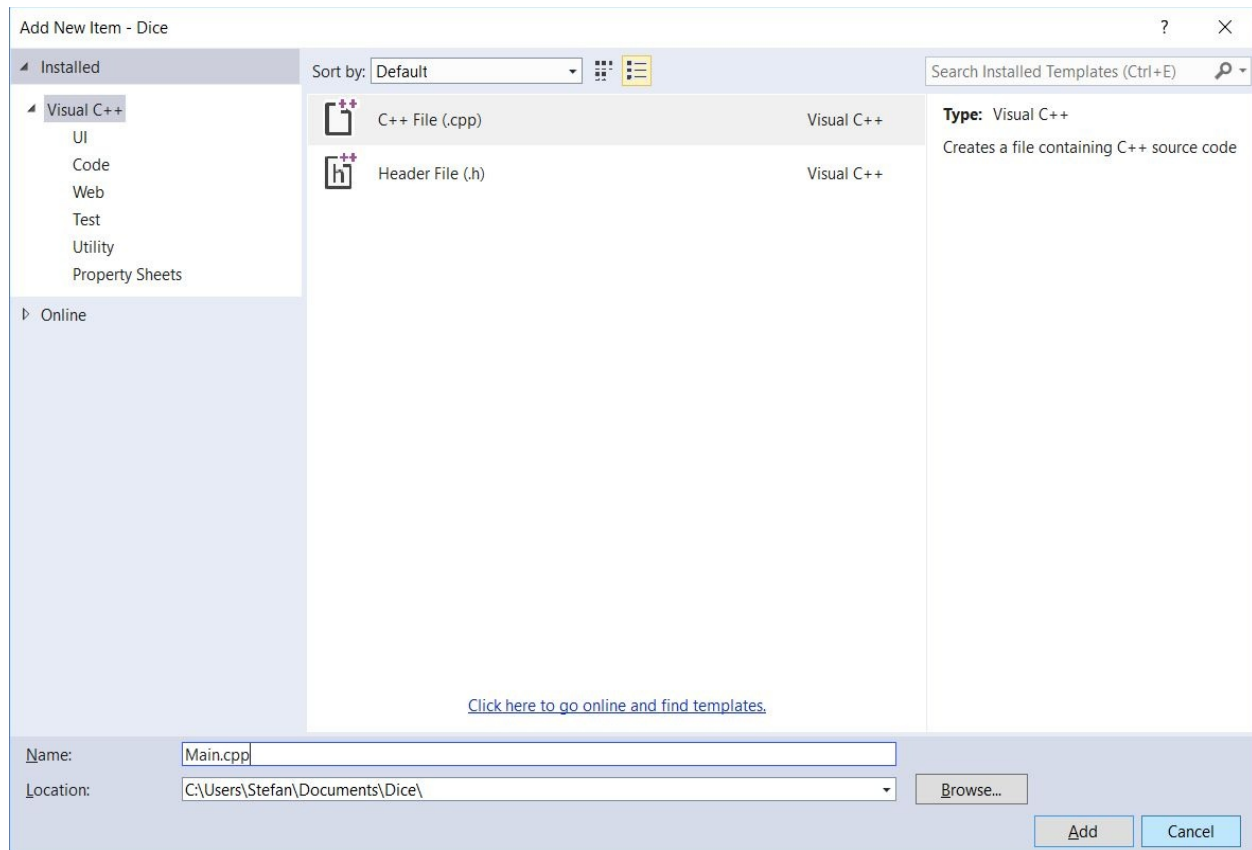 Add New Item - Dice
?
Installed
Sort by: Default
Search Installed Templates (Ctrl+E)
Visual C++
UI
Code
Web
Test
Utility
Property Sheets
Online
C++ File (.cpp) Visual C++
Header File (.h) Visual C++
Type: Visual C++
Creates a file containing C++ source code
Click here to go online and find templates.
Name: Main.cpp
Location: C:\Users\Stefan\Documents\Dice\ Browse...
Add Cancel